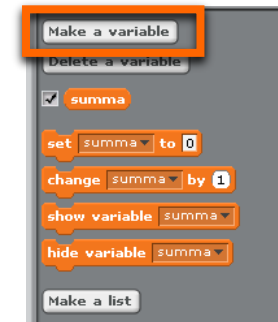 Make a variable
Delete a variable
summa
set summa to 0
change summa by 1
show variable summa
hide variable summa
Make a list